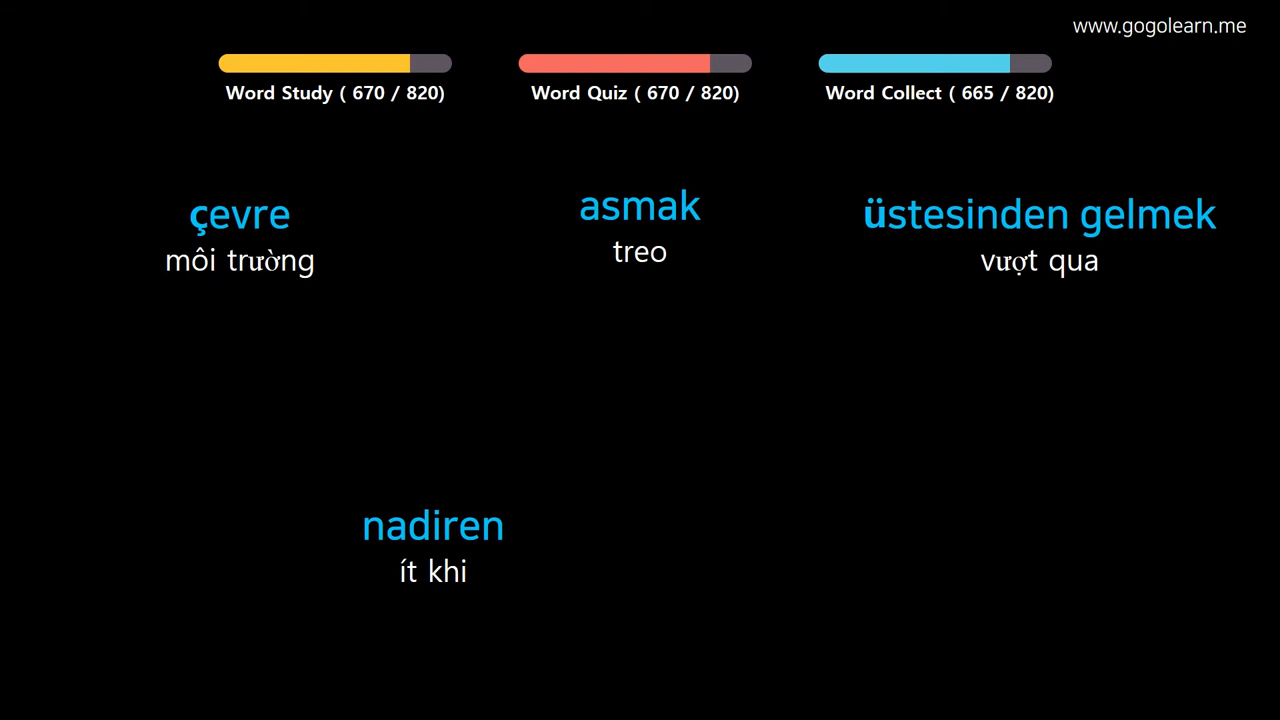 www.gogolearn.me
Word Study ( 670 / 820)
Word Quiz ( 670 / 820)
Word Collect ( 665 / 820)
çevre
môi trường
asmak
treo
üstesinden gelmek
vượt qua
nadiren
ít khi